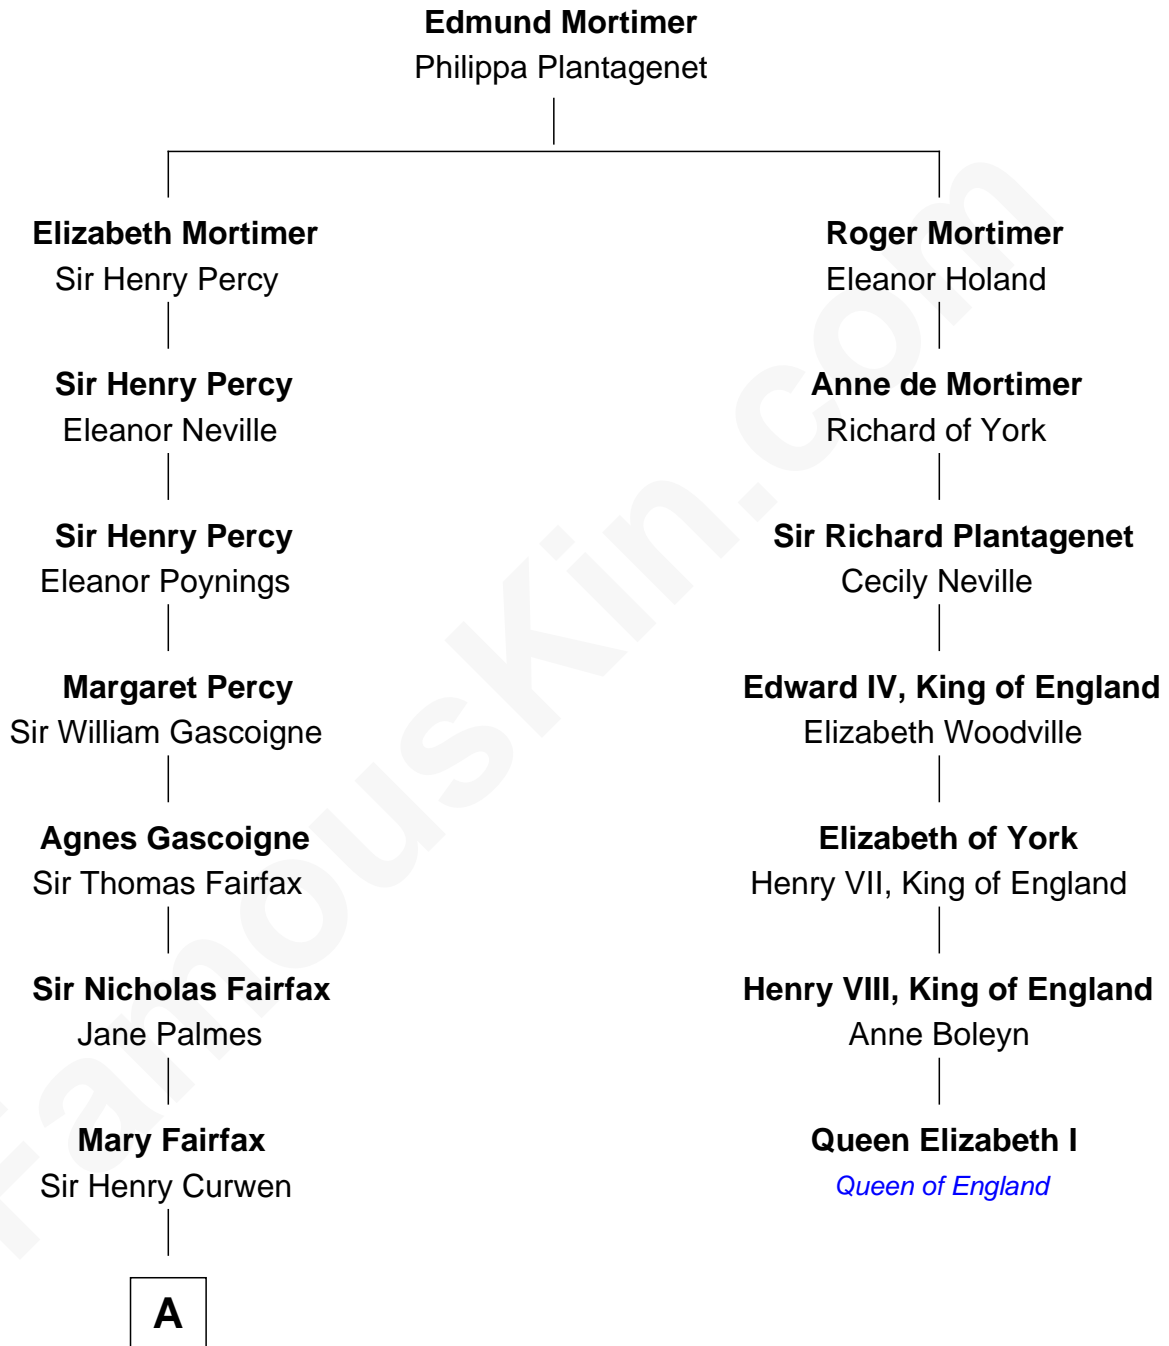 Edmund Mortimer
Philippa Plantagenet
Elizabeth Mortimer
Sir Henry Percy
Sir Henry Percy
Eleanor Neville
Sir Henry Percy
Eleanor Poynings
Margaret Percy
Sir William Gascoigne
Agnes Gascoigne
Sir Thomas Fairfax
Sir Nicholas Fairfax
Jane Palmes
Mary Fairfax
Sir Henry Curwen
A
Roger Mortimer
Eleanor Holand
Anne de Mortimer
Richard of York
Sir Richard Plantagenet
Cecily Neville
Edward IV, King of England
Elizabeth Woodville
Elizabeth of York
Henry VII, King of England
Henry VIII, King of England
Anne Boleyn
Queen Elizabeth I
Queen of England
FamousKin.com